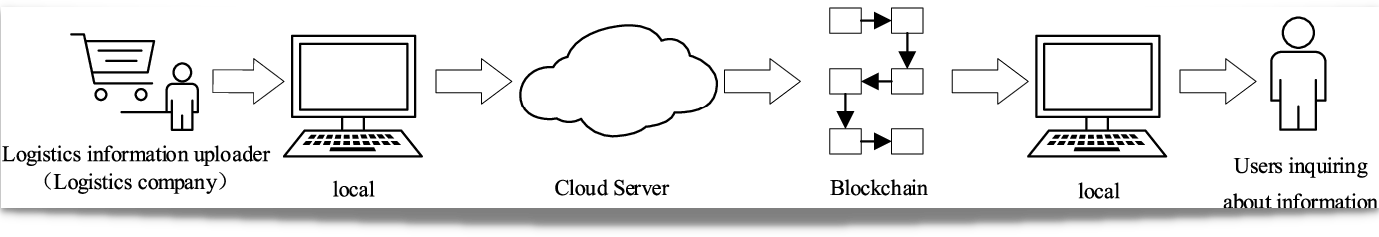 Logistics information uploader
（Logistics company）
local
Cloud Server
Blockchain
local
Users inquiring
about information